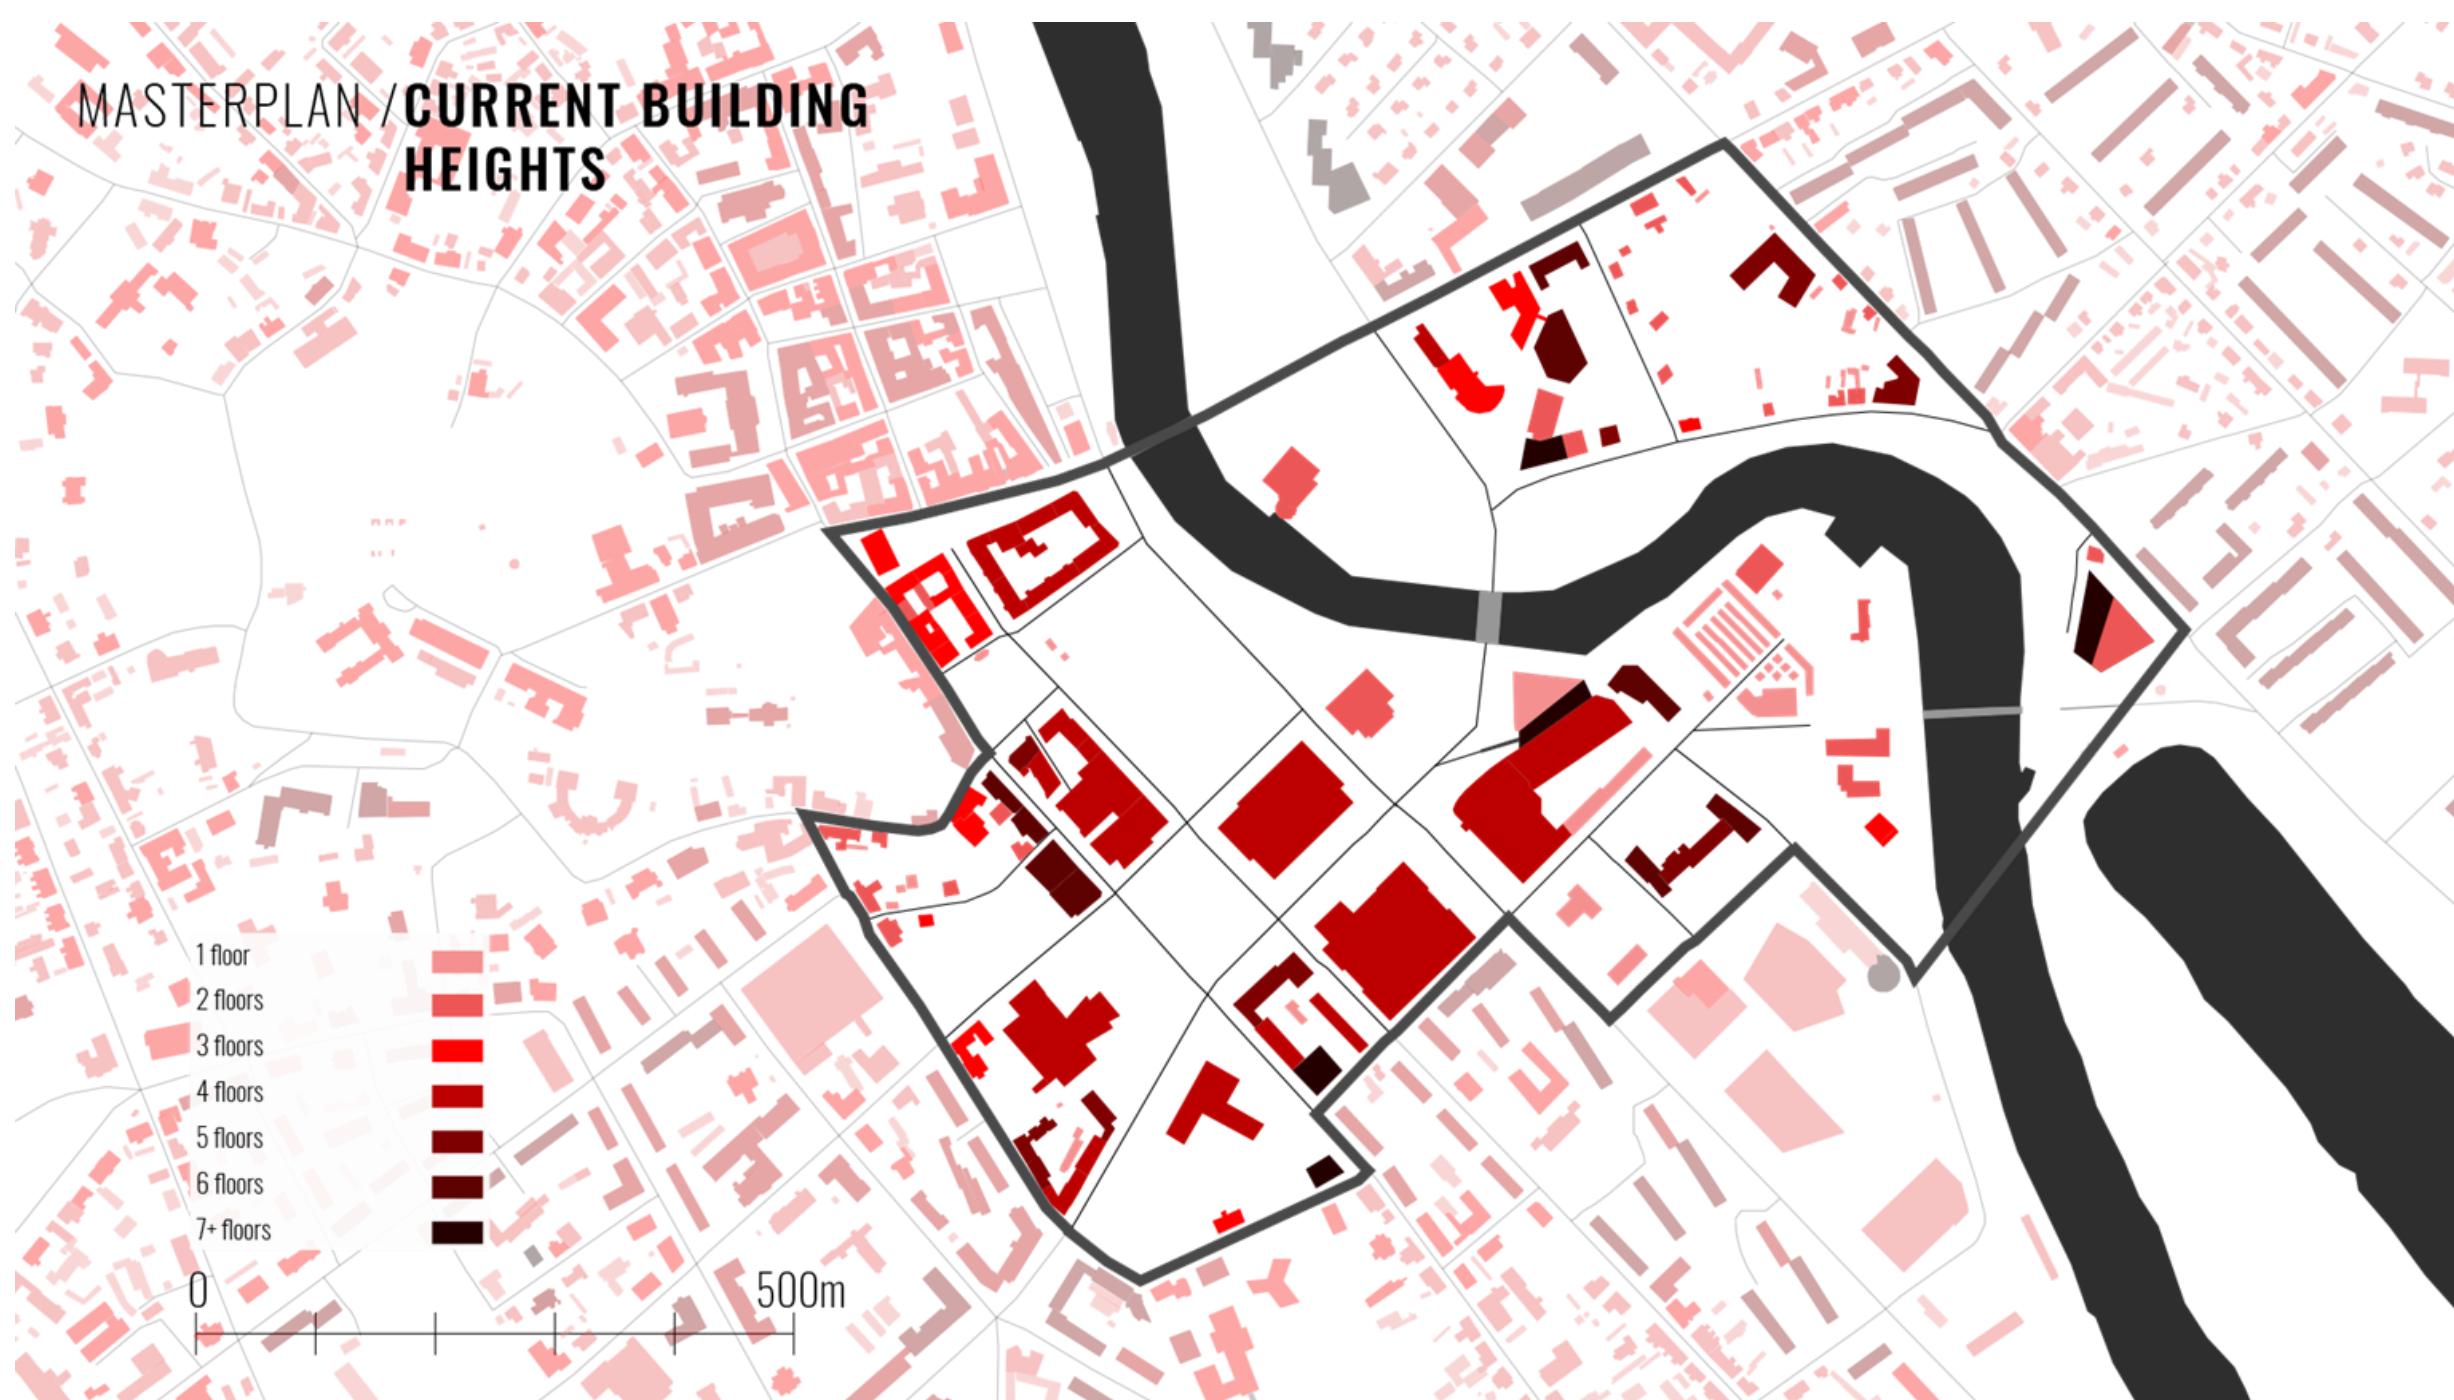 MASTERPLAN / CURRENT BUILDING
HEIGHTS
1 floor
2 floors
3 floors
4 floors
5 floors
6 floors
7+ floors
0 500m